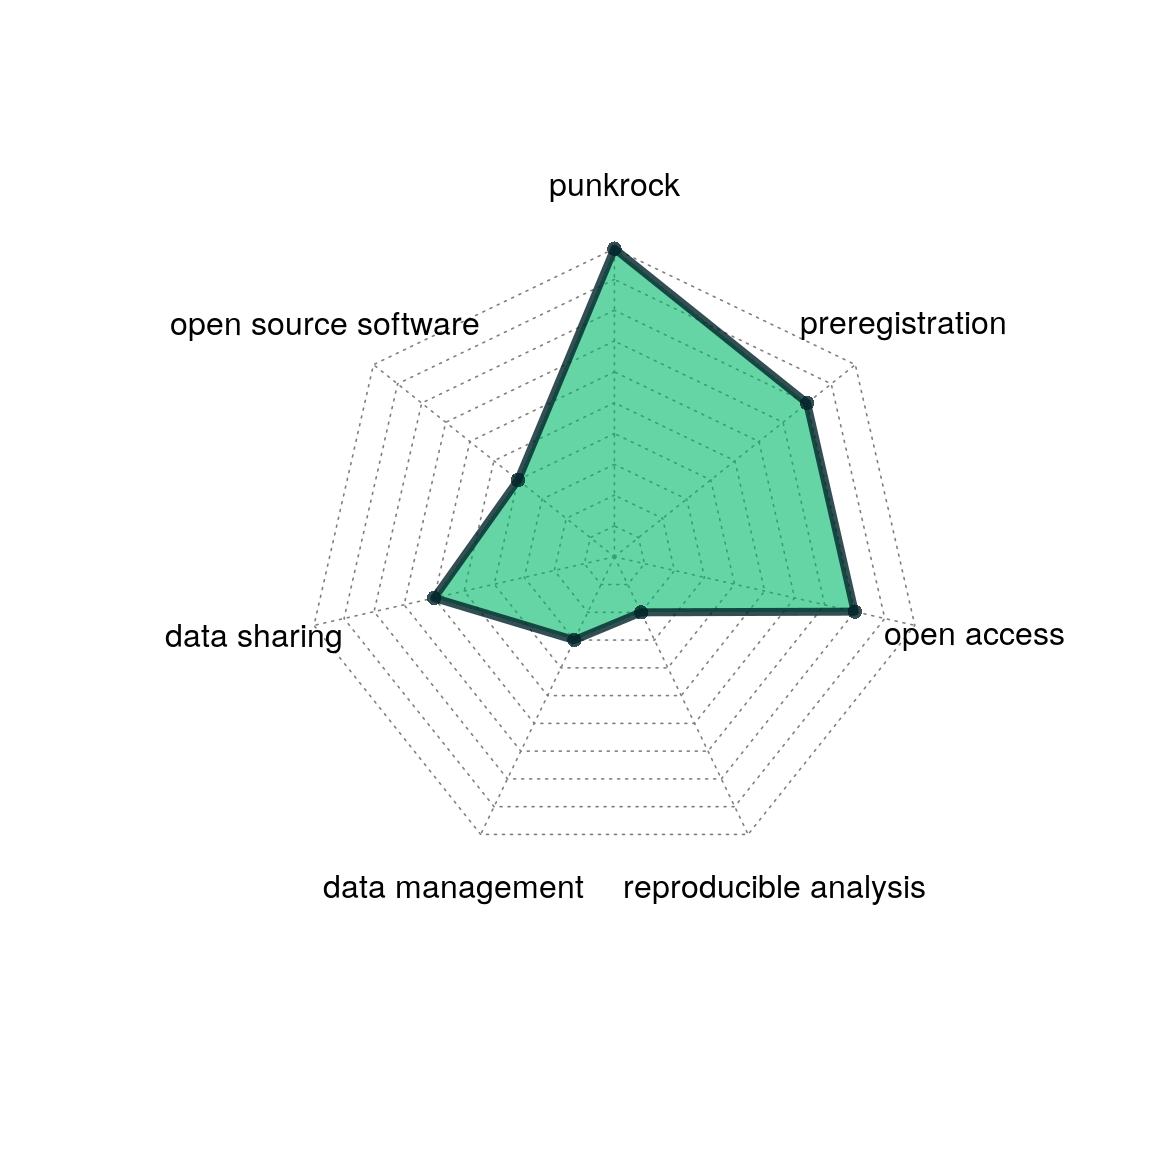 punkrock
open source software
preregistration
data sharing
open access
data management
reproducible analysis